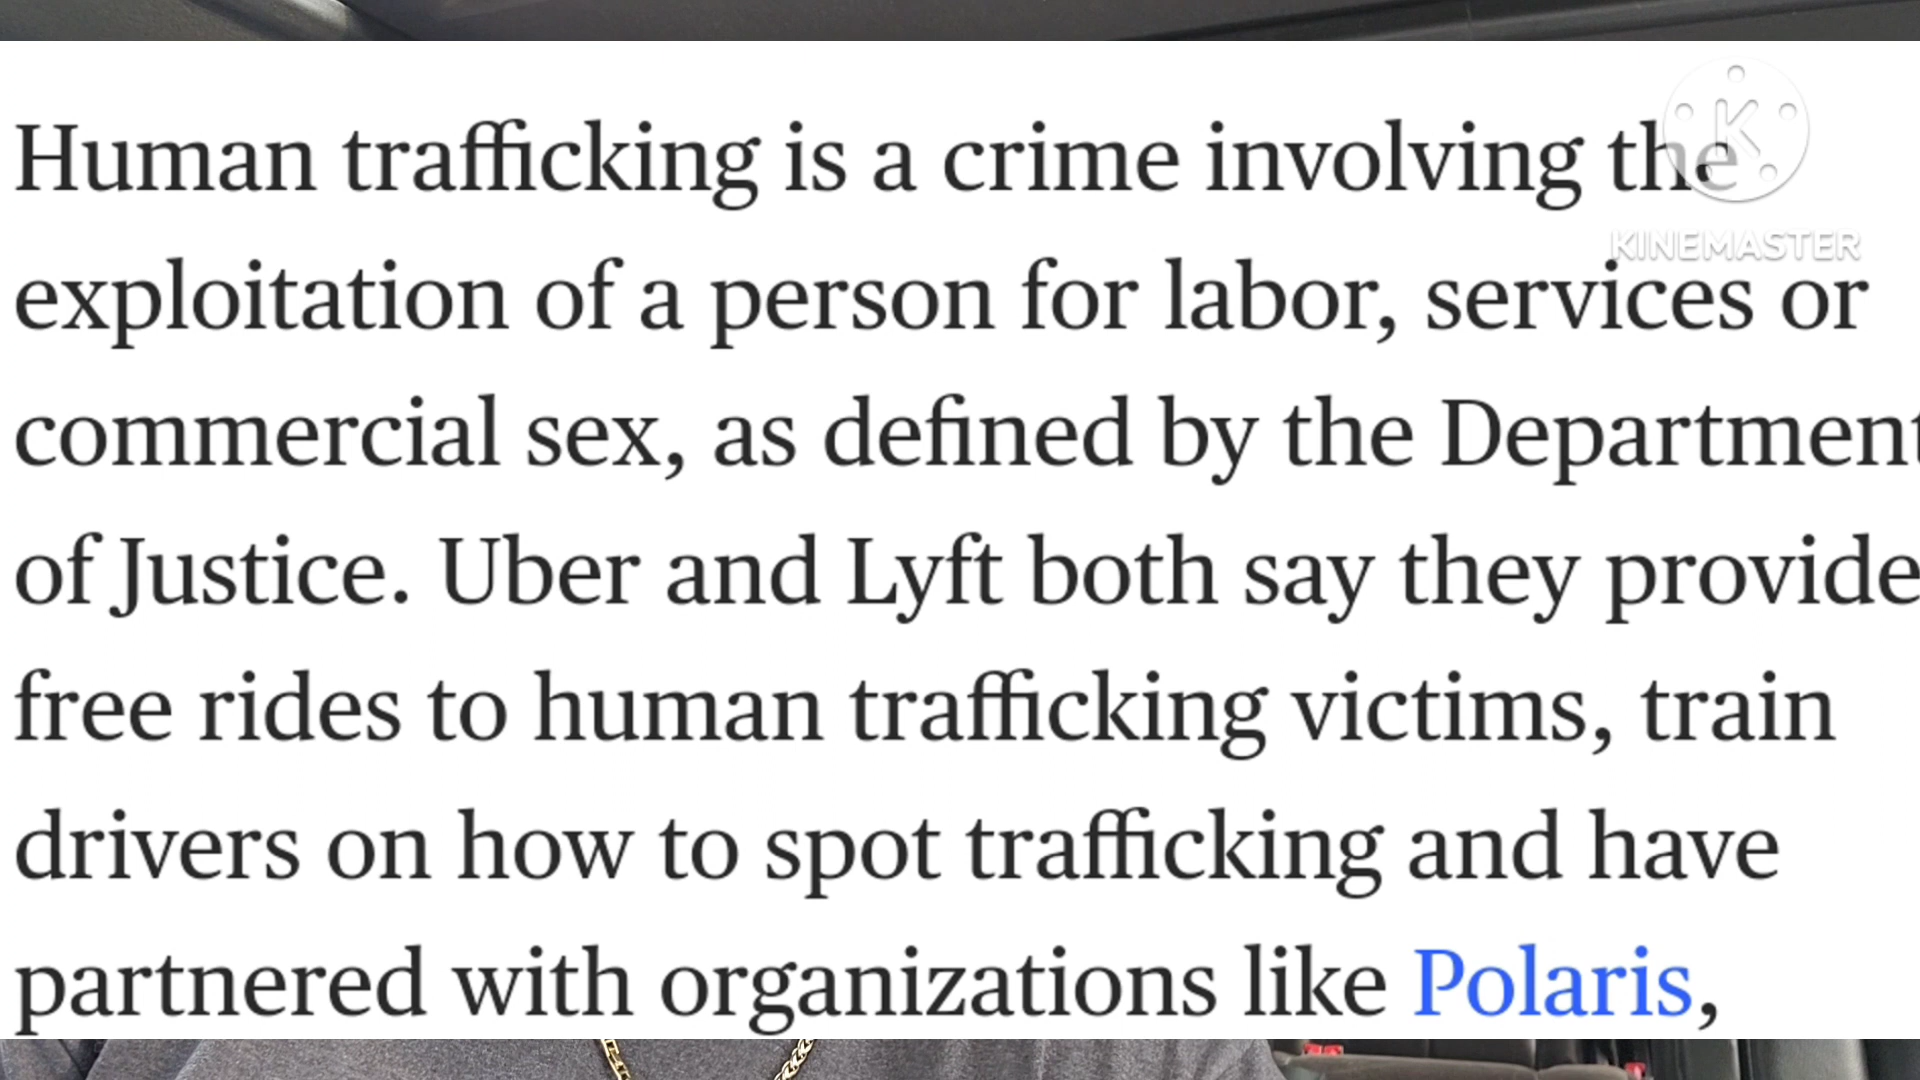 Human trafficking is a crime involving the
KINEMASTER
exploitation of a person for labor, services or
commercial sex, as defined by the Department
of Justice. Uber and Lyft both say they provide
free rides to human trafficking victims, train
drivers on how to spot trafficking and have
partnered with organizations like Polaris,